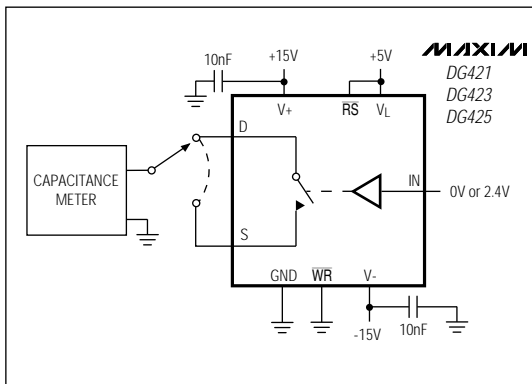 10nF
+15V
+5V
MAXIM
DG421
DG423
DG425
V+
RS
VL
D
CAPACITANCE
METER
IN
0V or 2.4V
S
GND
WR
V-
-15V
10nF